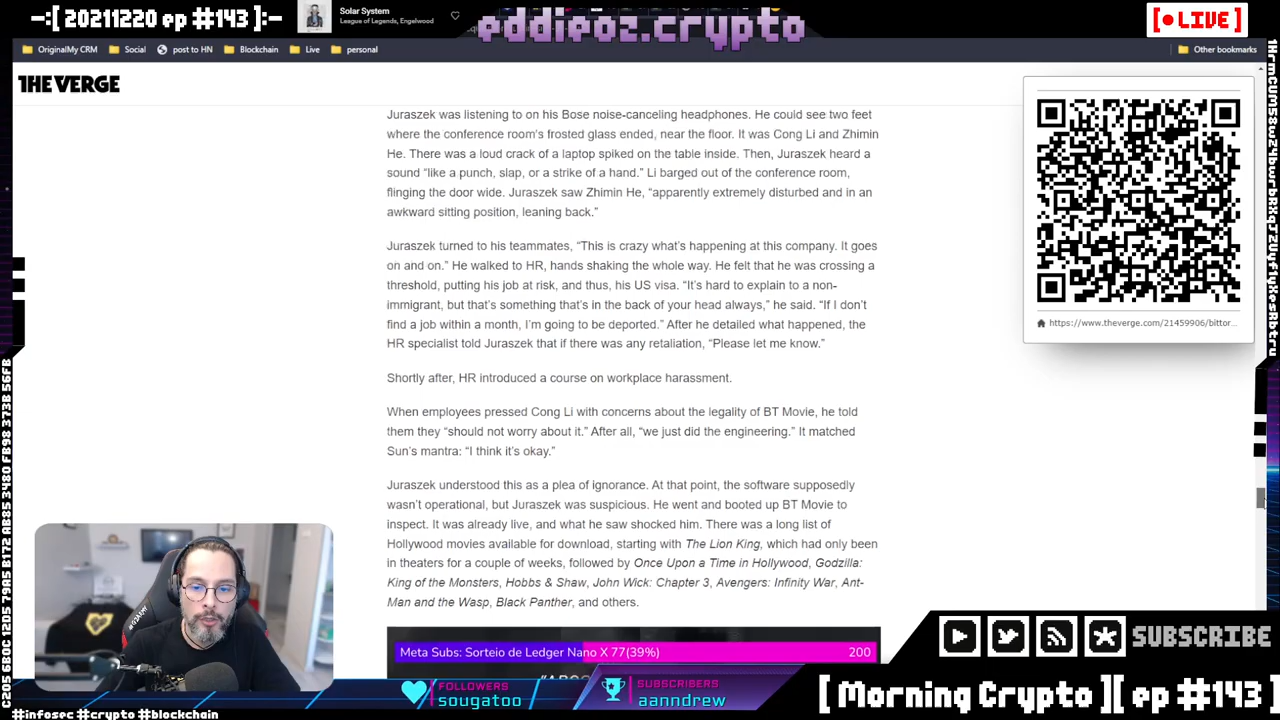 -:[ 20211220 ep #143 ]:-
Solar System
League of Legends, Engelwood
eddieoz.crypto
[ • LIVE ]
OriginalMy CRM
Social
post to HN
Blockchain
Live
personal
Other bookmarks
THE VERGE
Juraszek was listening to on his Bose noise-canceling headphones. He could see two feet
where the conference room's frosted glass ended, near the floor. It was Cong Li and Zhimin
He. There was a loud crack of a laptop spiked on the table inside. Then, Juraszek heard a
sound “like a punch, slap, or a strike of a hand.” Li barged out of the conference room,
flinging the door wide. Juraszek saw Zhimin He, “apparently extremely disturbed and in an
awkward sitting position, leaning back.”
Juraszek turned to his teammates, “This is crazy what's happening at this company. It goes
on and on.” He walked to HR, hands shaking the whole way. He felt that he was crossing a
threshold, putting his job at risk, and thus, his US visa. “It's hard to explain to a non-
immigrant, but that's something that's in the back of your head always,” he said. “If I don't
find a job within a month, I'm going to be deported.” After he detailed what happened, the
HR specialist told Juraszek that if there was any retaliation, “Please let me know.”
Shortly after, HR introduced a course on workplace harassment.
When employees pressed Cong Li with concerns about the legality of BT Movie, he told
them they “should not worry about it.” After all, “we just did the engineering.” It matched
Sun's mantra: “I think it's okay.”
Juraszek understood this as a plea of ignorance. At that point, the software supposedly
wasn't operational, but Juraszek was suspicious. He went and booted up BT Movie to
inspect. It was already live, and what he saw shocked him. There was a long list of
Hollywood movies available for download, starting with The Lion King, which had only been
in theaters for a couple of weeks, followed by Once Upon a Time in Hollywood, Godzilla:
King of the Monsters, Hobbs & Shaw, John Wick: Chapter 3, Avengers: Infinity War, Ant-
Man and the Wasp, Black Panther, and others.
https://www.theverge.com/21459906/bittor...
Meta Subs: Sorteio de Ledger Nano X 77(39%)
200
FOLLOWERS
sougatoo
SUBSCRIBERS
aanndrew
SUBSCRIBE
[ Morning Crypto ][ ep #143 ]
#infosec #crypto #blockchain